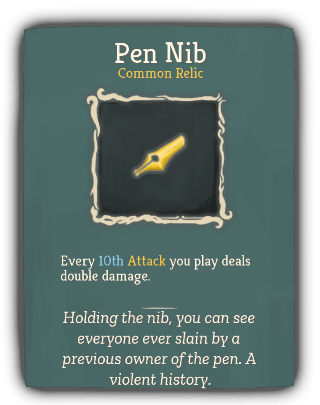 Pen Nib
Common Relic
Every 10th Attack you play deals
double damage.
Holding the nib, you can see
everyone ever slain by a
previous owner of the pen. A
violent history.